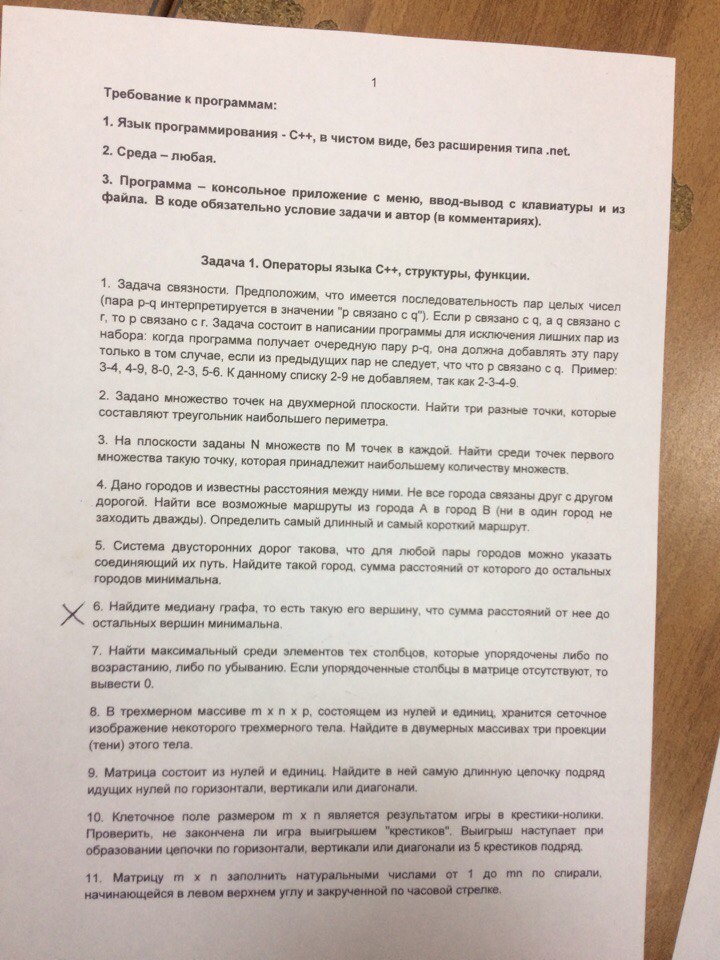 1
Требование к программам:
1. Язык программирования - С++, в чистом виде, без расширения типа .net.
2. Среда – любая.
3. Программа – консольное приложение с меню, ввод-вывод с клавиатуры и из
файла. В коде обязательно условие задачи и автор (в комментариях).
Задача 1. Операторы языка С++, структуры, функции.
1. Задача связности. Предположим, что имеется последовательность пар целых чисел
(пара p-q интерпретируется в значении "p связано с q"). Если p связано с q, а q связано с
r, то p связано с r. Задача состоит в написании программы для исключения лишних пар из
набора: когда программа получает очередную пару p-q, она должна добавлять эту пару
только в том случае, если из предыдущих пар не следует, что что p связано с q. Пример:
3-4, 4-9, 8-0, 2-3, 5-6. К данному списку 2-9 не добавляем, так как 2-3-4-9.
2. Задано множество точек на двухмерной плоскости. Найти три разные точки, которые
составляют треугольник наибольшего периметра.
3. На плоскости заданы N множеств по M точек в каждой. Найти среди точек первого
множества такую точку, которая принадлежит наибольшему количеству множеств.
4. Дано городов и известны расстояния между ними. Не все города связаны друг с другом
дорогой. Найти все возможные маршруты из города А в город В (ни в один город не
заходить дважды). Определить самый длинный и самый короткий маршрут.
5. Система двусторонних дорог такова, что для любой пары городов можно указать
соединяющий их путь. Найдите такой город, сумма расстояний от которого до остальных
городов минимальна.
6. Найдите медиану графа, то есть такую его вершину, что сумма расстояний от нее до
остальных вершин минимальна.
7. Найти максимальный среди элементов тех столбцов, которые упорядочены либо по
возрастанию, либо по убыванию. Если упорядоченные столбцы в матрице отсутствуют, то
вывести 0.
8. В трехмерном массиве m x n x p, состоящем из нулей и единиц, хранится сеточное
изображение некоторого трехмерного тела. Найдите в двумерных массивах три проекции
(тени) этого тела.
9. Матрица состоит из нулей и единиц. Найдите в ней самую длинную цепочку подряд
идущих нулей по горизонтали, вертикали или диагонали.
10. Клеточное поле размером m x n является результатом игры в крестики-нолики.
Проверить, не закончена ли игра выигрышем "крестиков". Выигрыш наступает при
образовании цепочки по горизонтали, вертикали или диагонали из 5 крестиков подряд.
11. Матрицу m x n заполнить натуральными числами от 1 до mn по спирали,
начинающейся в левом верхнем углу и закрученной по часовой стрелке.